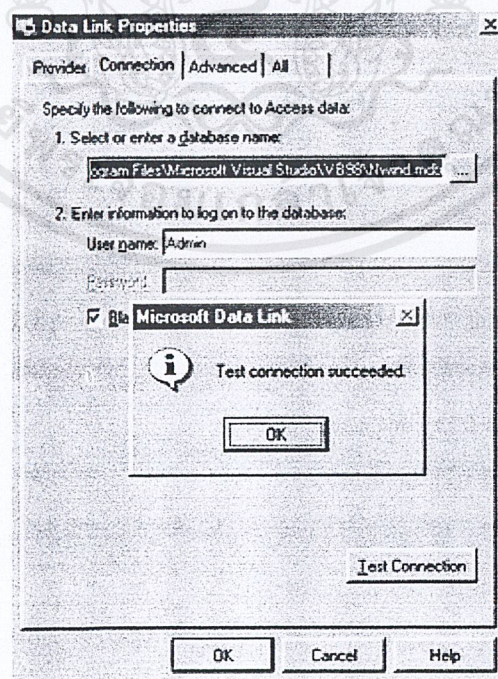 Data Link Properties
Provider Connection Advanced All
Specify the following to connect to Access data:
1. Select or enter a database name:
ogram Files\Microsoft Visual Studio\VB98\Nwind.mdb ...
2. Enter information to log on to the database:
User name: Admin
Password:
Bla
Microsoft Data Link
Test connection succeeded.
OK
Test Connection
OK Cancel Help